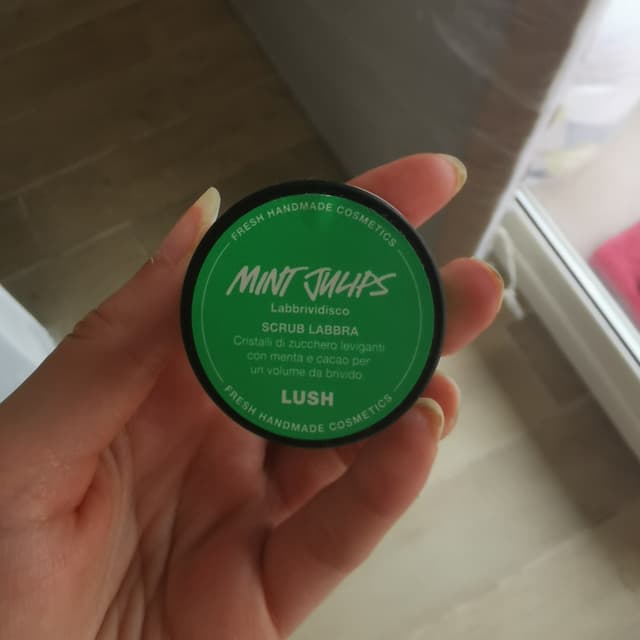 FRESH HANDMADE COSMETICS
MINT JULIPS
Labbrividisco
SCRUB LABBRA
Cristalli di zucchero leviganti
con menta e cacao per
un volume da brivido.
LUSH
FRESH HANDMADE COSMETICS